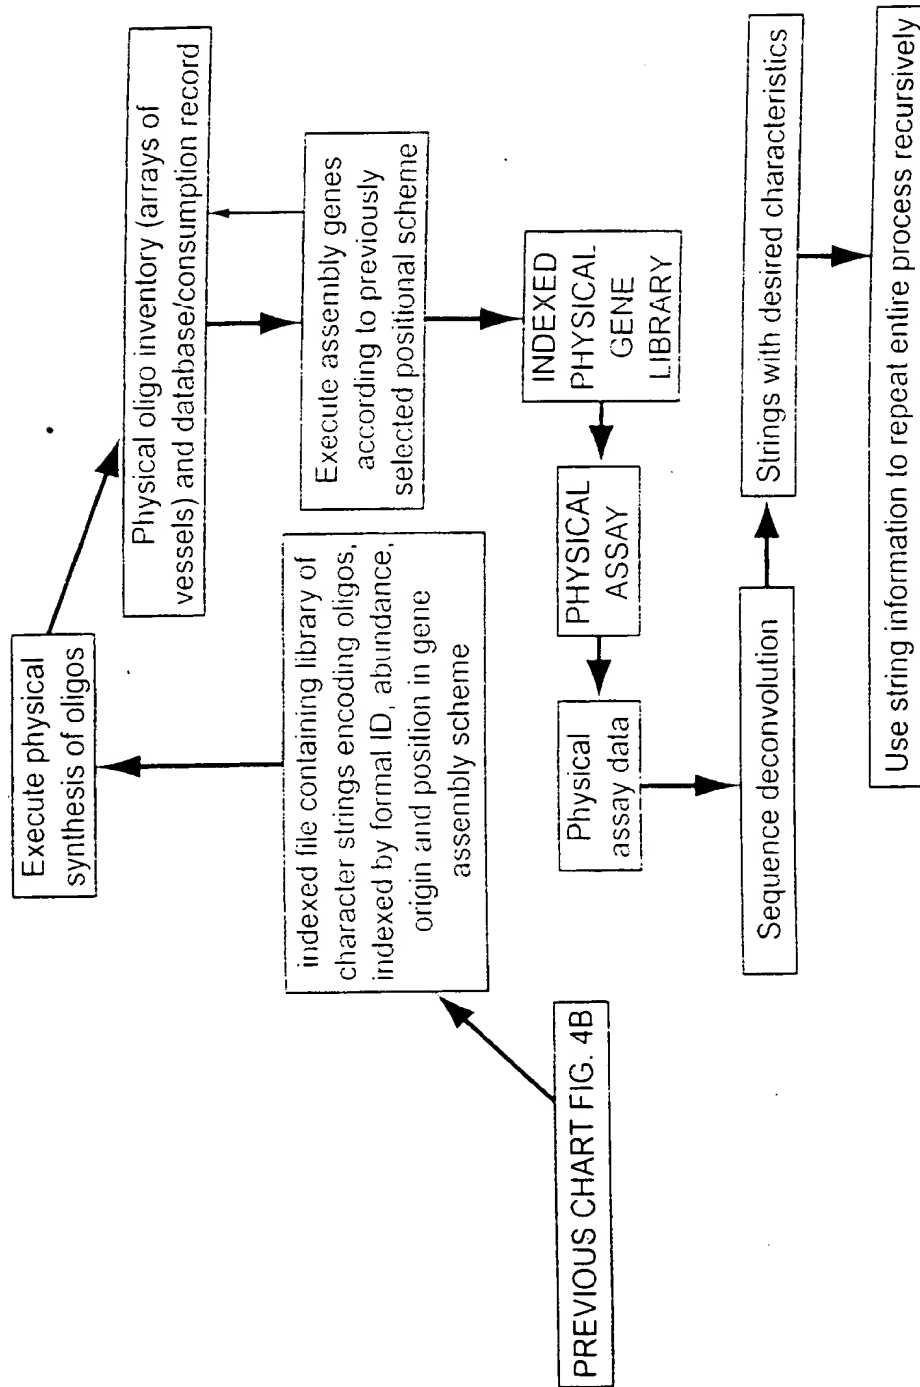 Execute physical
synthesis of oligos
Physical oligo inventory (arrays of
vessels) and database/consumption record
indexed file containing library of
character strings encoding oligos,
indexed by formal ID, abundance,
origin and position in gene
assembly scheme
Execute assembly genes
according to previously
selected positional scheme
PREVIOUS CHART FIG. 4B
INDEXED
PHYSICAL
GENE
LIBRARY
PHYSICAL
ASSAY
Physical
assay data
Sequence deconvolution
Strings with desired characteristics
Use string information to repeat entire process recursively